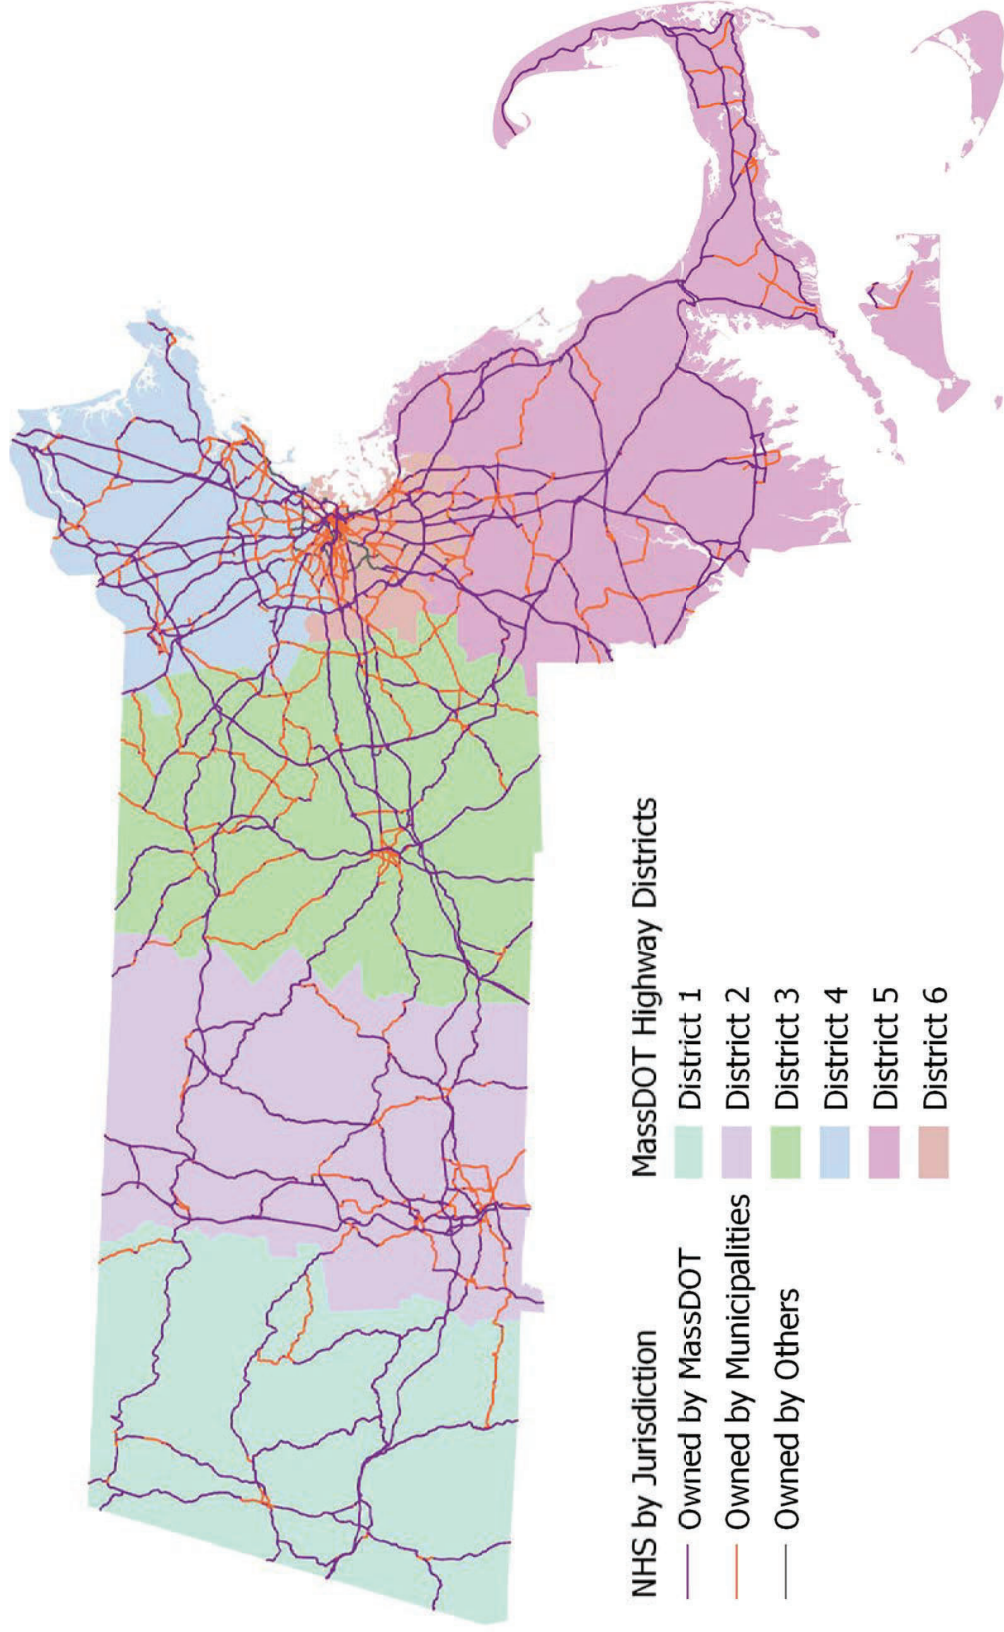 NHS by Jurisdiction
Owned by MassDOT
Owned by Municipalities
Owned by Others
MassDOT Highway Districts
District 1
District 2
District 3
District 4
District 5
District 6